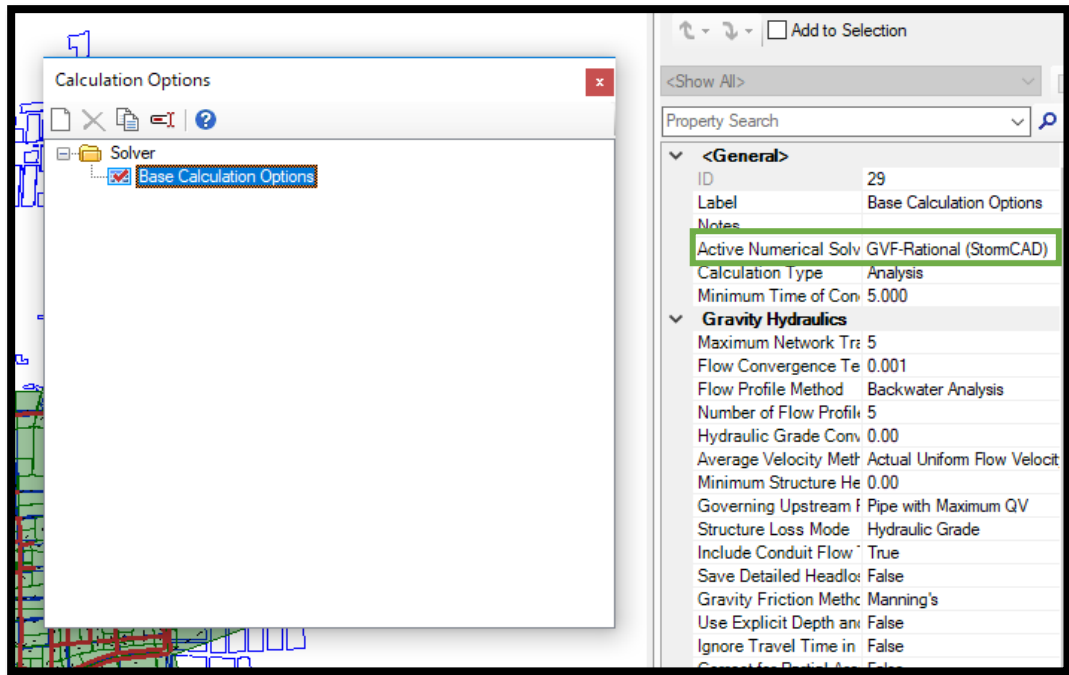 Add to Selection
Calculation Options
<Show All>
Property Search
Solver
Base Calculation Options
<General>
ID 29
Label Base Calculation Options
Notes
Active Numerical Solv GVF-Rational (StormCAD)
Calculation Type Analysis
Minimum Time of Con 5.000
Gravity Hydraulics
Maximum Network Tra 5
Flow Convergence Te 0.001
Flow Profile Method Backwater Analysis
Number of Flow Profil 5
Hydraulic Grade Conv 0.00
Average Velocity Meth Actual Uniform Flow Velocit
Minimum Structure He 0.00
Governing Upstream F Pipe with Maximum QV
Structure Loss Mode Hydraulic Grade
Include Conduit Flow T True
Save Detailed Headlos False
Gravity Friction Methc Manning's
Use Explicit Depth and False
Ignore Travel Time in False